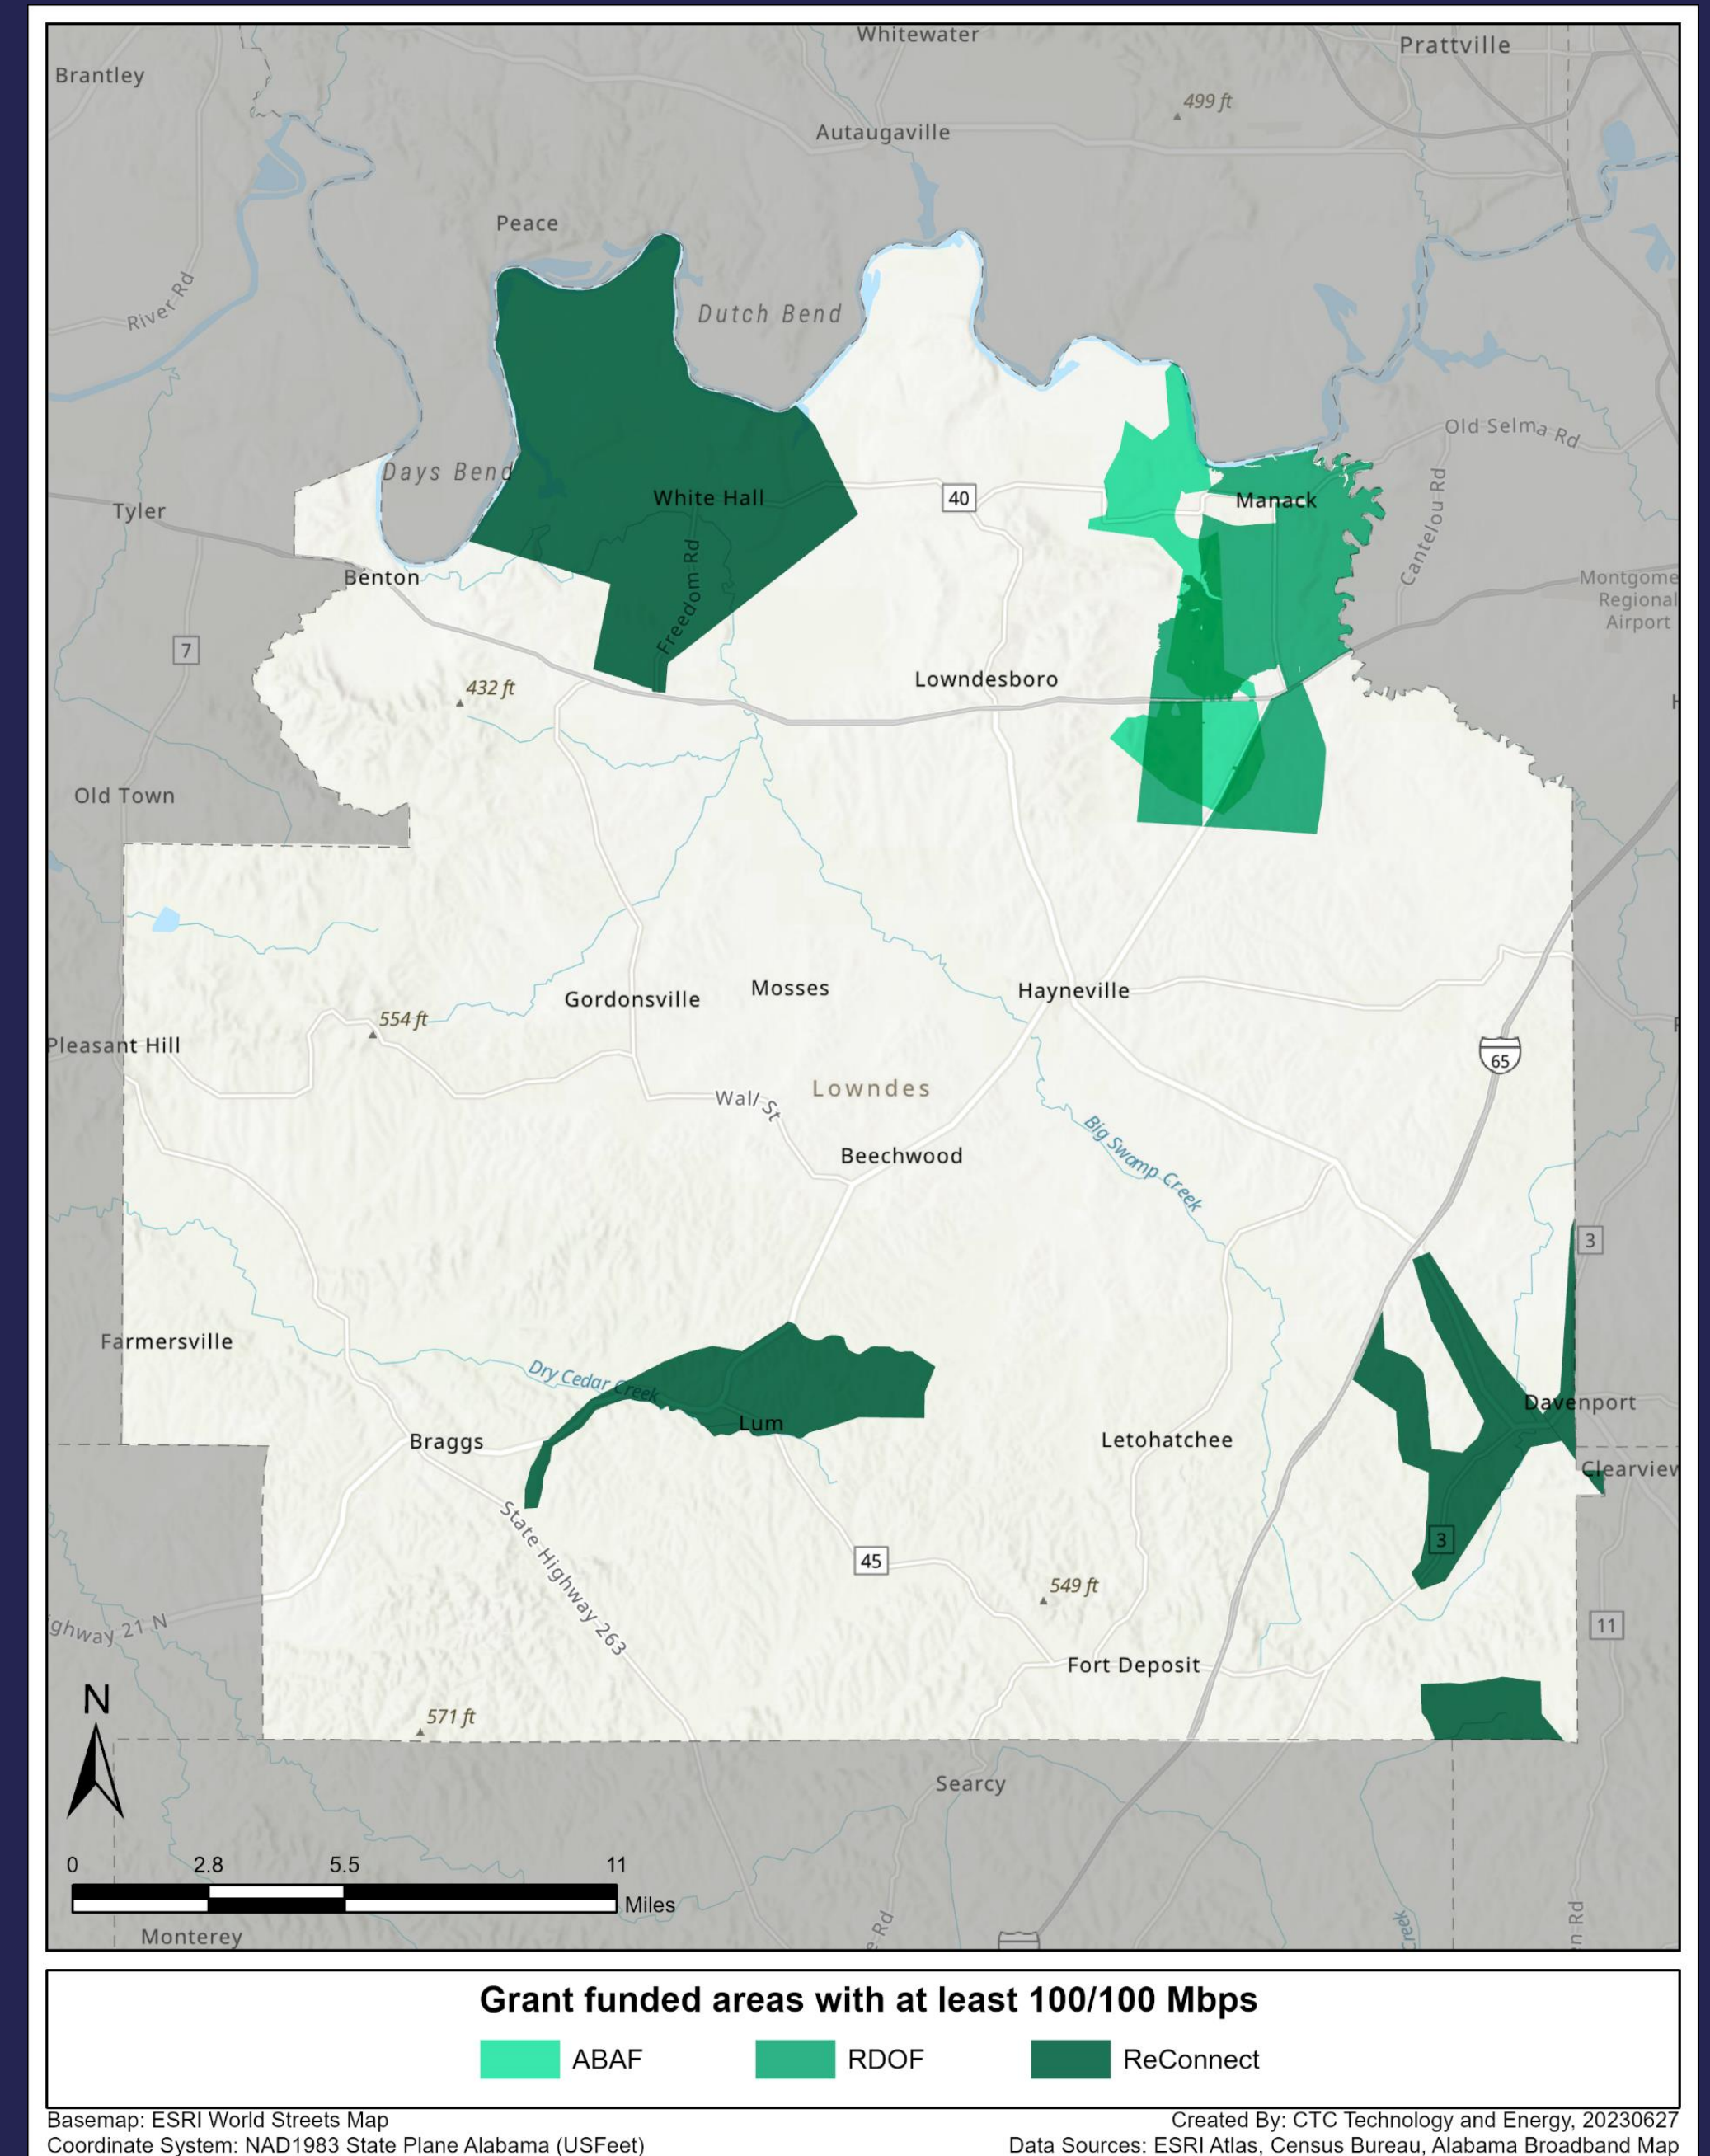 Whitewater
Prattville
Brantley
499 ft
Autaugaville
Peace
River Rd
Dutch Bend
Old Selma Rd
Days Bend
White Hall
40
Manack
Cantelou Rd
Tyler
Benton
Freedom Rd
Montgome
Regional
Airport
7
432 ft
Lowndesboro
H
Old Town
Mosses
Hayneville
Gordonsville
554 ft
Pleasant Hill
65
Lowndes
Wall St
Big Swamp Creek
Beechwood
3
Farmersville
Dry Cedar Creek
Davenport
Lum
Braggs
Letohatchee
Clearview
State Highway 263
3
45
549 ft
ghway 21 N
11
Fort Deposit
N
571 ft
Searcy
0 2.8 5.5 11
Miles
e Rd
Creek
n Rd
Monterey
Grant funded areas with at least 100/100 Mbps
ABAF RDOF ReConnect
Basemap: ESRI World Streets Map
Created By: CTC Technology and Energy, 20230627
Coordinate System: NAD1983 State Plane Alabama (USFeet)
Data Sources: ESRI Atlas, Census Bureau, Alabama Broadband Map